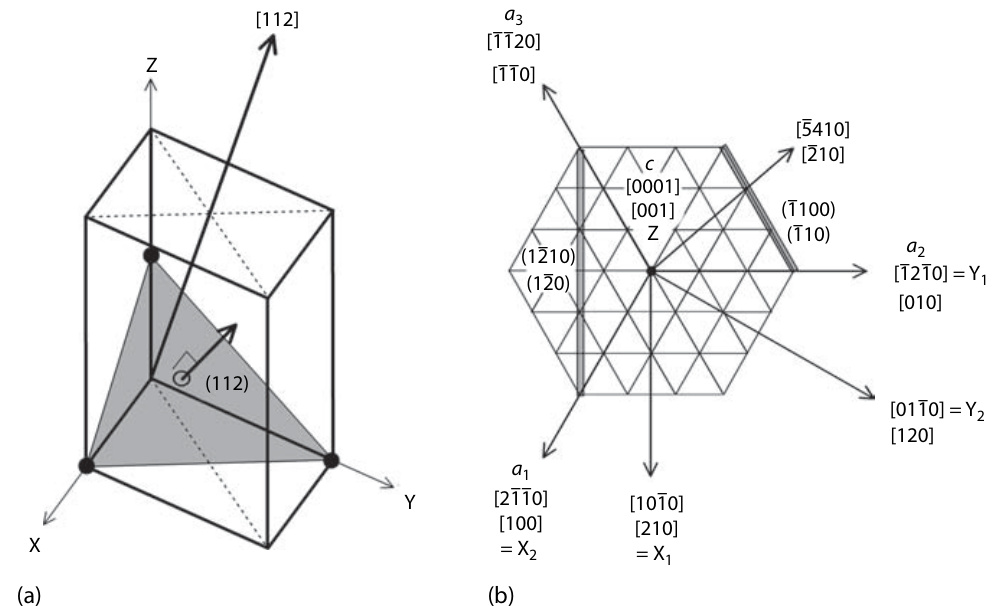 [112]
Z
(112)
Y
X
(a)
a₃
[1̅1̅20]
[1̅1̅0]
[5̅410]
[2̅10]
c
[0001]
[001]
Z
(1̅100)
(1̅10)
(12̅10)
(12̅0)
a₂
[1̅21̅0] = Y₁
[010]
[011̅0] = Y₂
[120]
a₁
[21̅1̅0]
[100]
= X₂
[101̅0]
[210]
= X₁
(b)